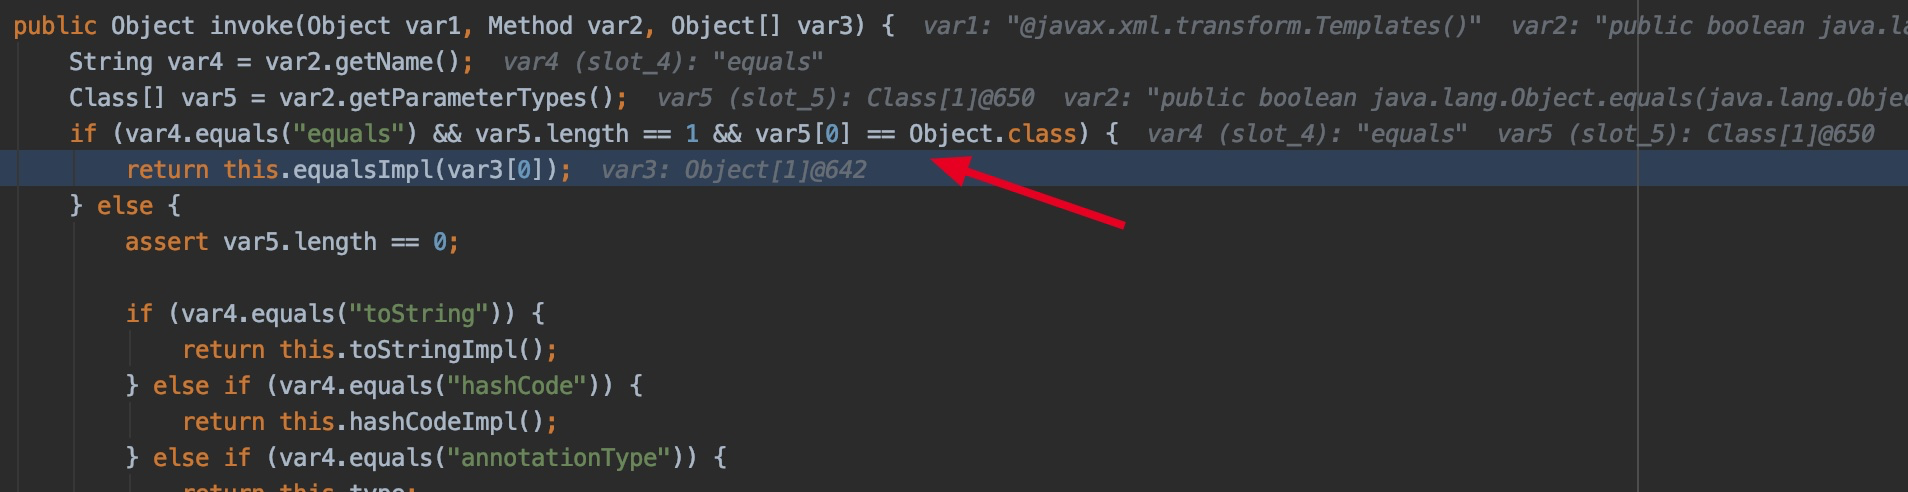 public Object invoke(Object var1, Method var2, Object[] var3) {  var1: "@javax.xml.transform.Templates()"  var2: "public boolean java.la
String var4 = var2.getName();  var4 (slot_4): "equals"
Class[] var5 = var2.getParameterTypes();  var5 (slot_5): Class[1]@650  var2: "public boolean java.lang.Object.equals(java.lang.Obje
if (var4.equals("equals") && var5.length == 1 && var5[0] == Object.class) {  var4 (slot_4): "equals"  var5 (slot_5): Class[1]@650
return this.equalsImpl(var3[0]);  var3: Object[1]@642
} else {
assert var5.length == 0;
if (var4.equals("toString")) {
return this.toStringImpl();
} else if (var4.equals("hashCode")) {
return this.hashCodeImpl();
} else if (var4.equals("annotationType")) {
return this.type;